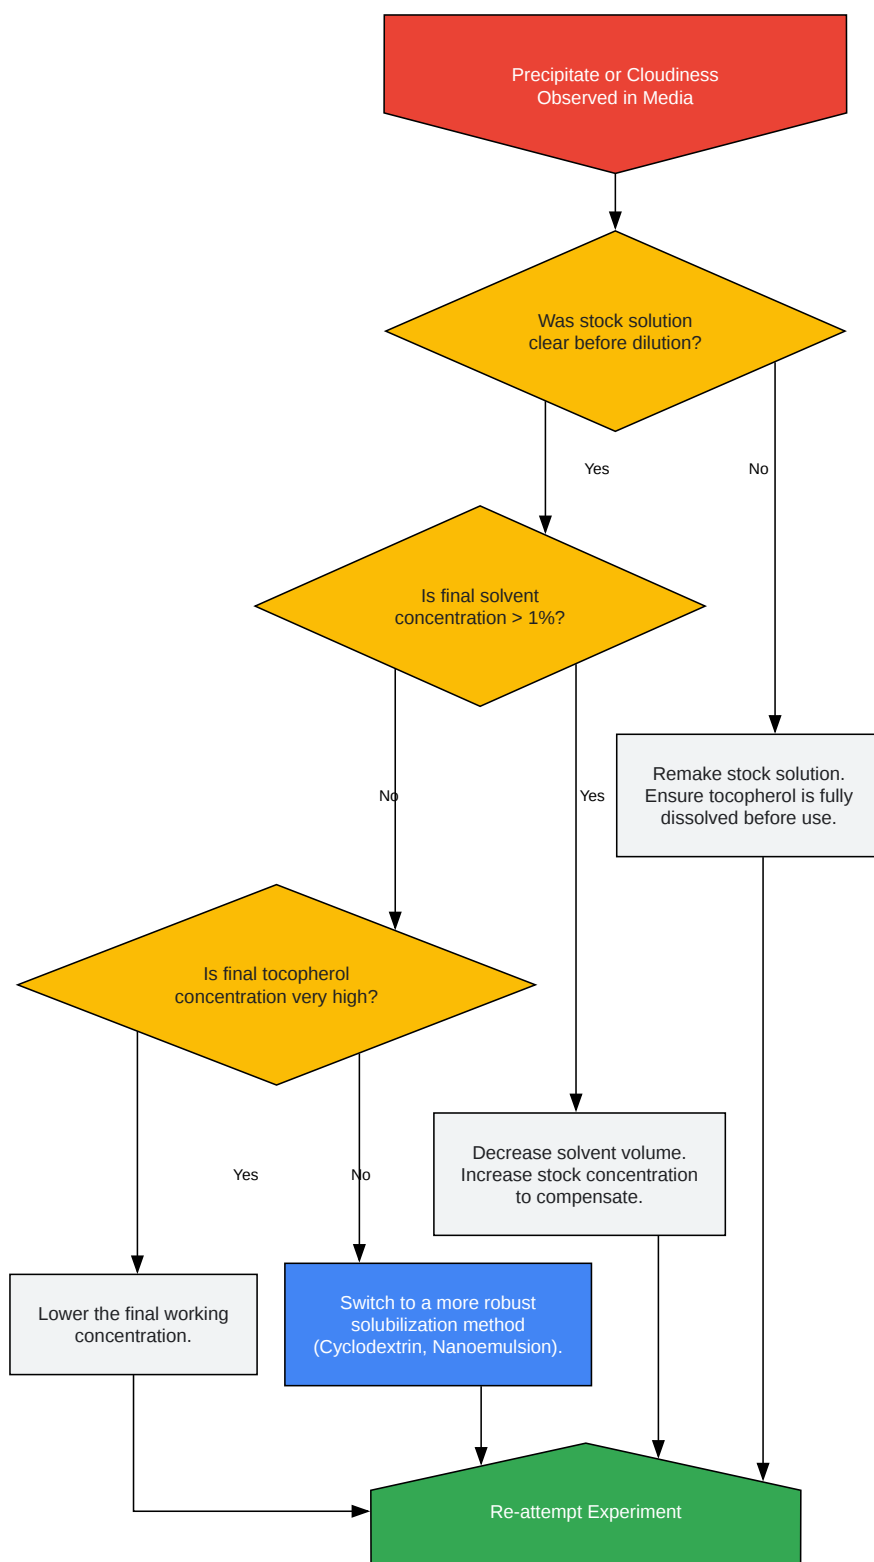 Precipitate or Cloudiness
Observed in Media
Was stock solution
clear before dilution?
Yes
No
Is final solvent
concentration > 1%?
No
Yes
Remake stock solution.
Ensure tocopherol is fully
dissolved before use.
Is final tocopherol
concentration very high?
Yes
No
Decrease solvent volume.
Increase stock concentration
to compensate.
Lower the final working
concentration.
Switch to a more robust
solubilization method
(Cyclodextrin, Nanoemulsion).
Re-attempt Experiment